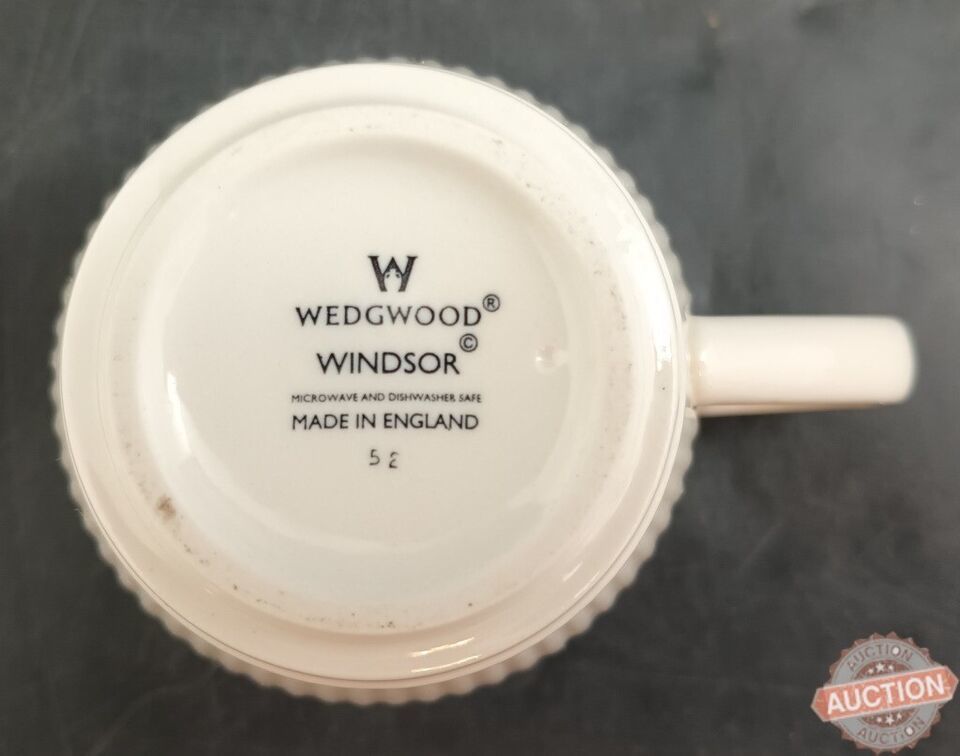 W
WEDGWOOD®
WINDSOR©
MICROWAVE AND DISHWASHER SAFE
MADE IN ENGLAND
52
AUCTION
AUCTION
AUCTION